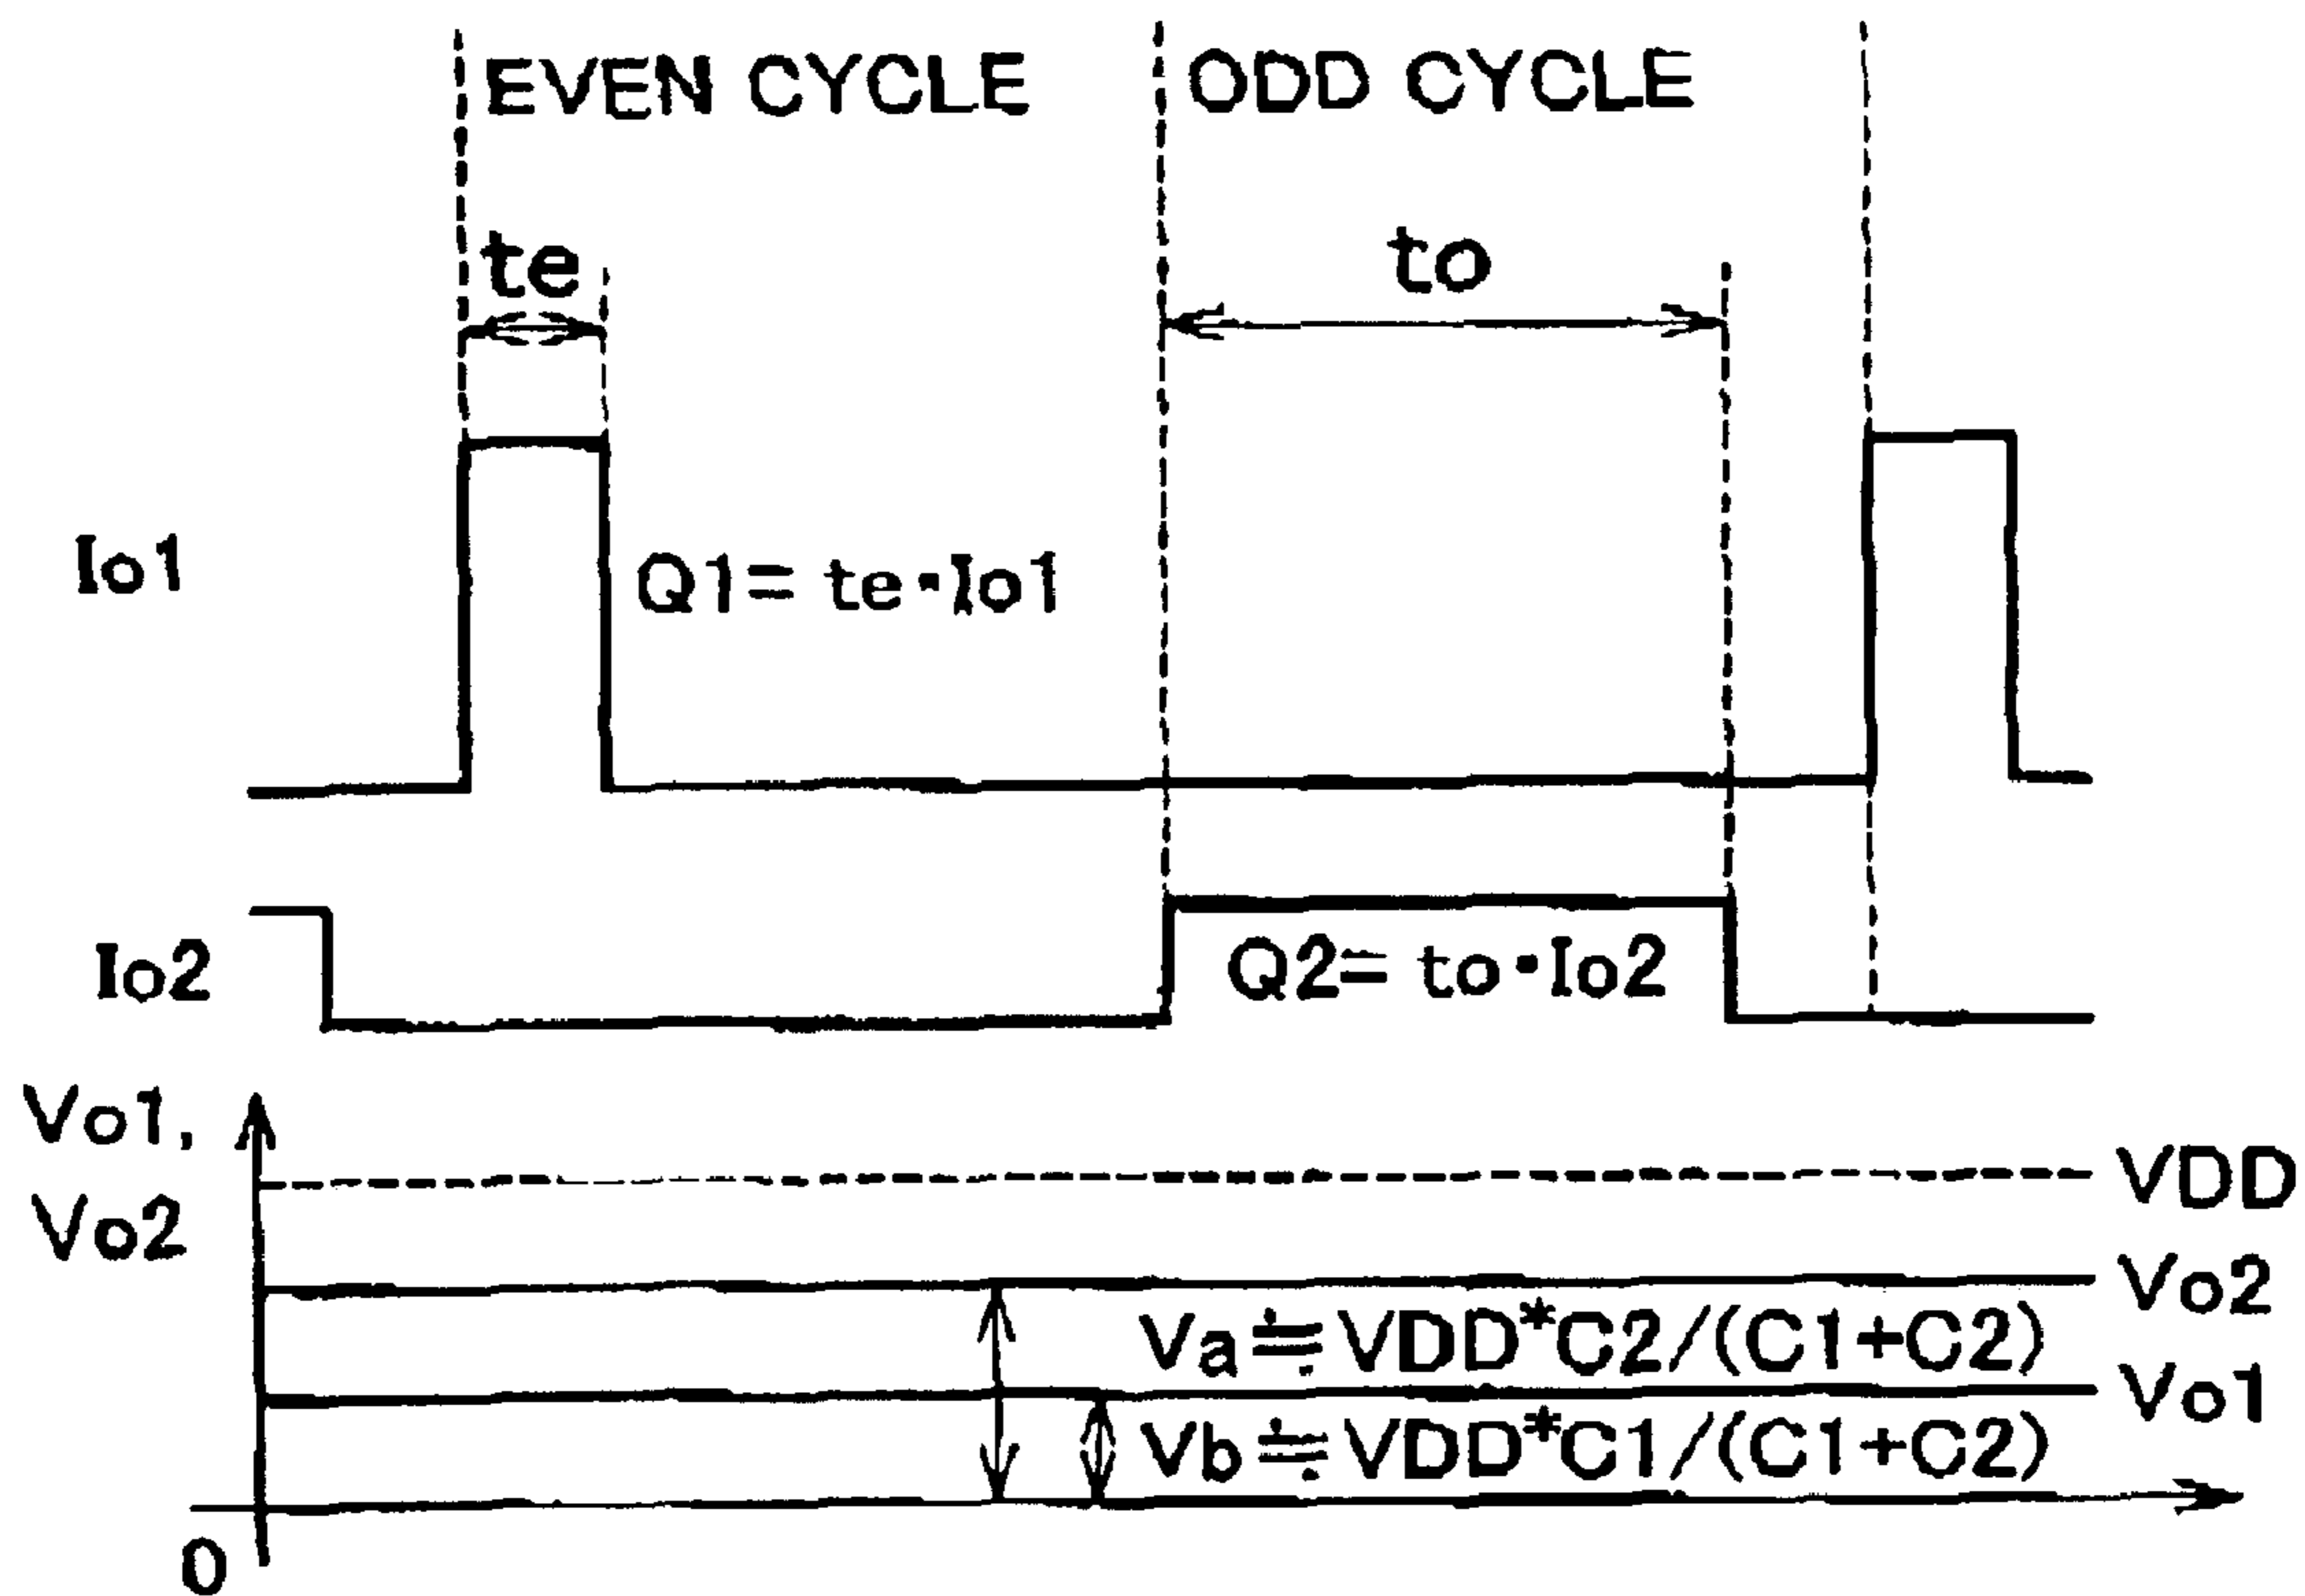 EVEN CYCLE
ODD CYCLE
te
to
Io1
Q1= te･Io1
Io2
Q2= to･Io2
Vo1,
Vo2
VDD
Vo2
Va≒VDD*C2/(C1+C2)
Vo1
Vb≒VDD*C1/(C1+C2)
0